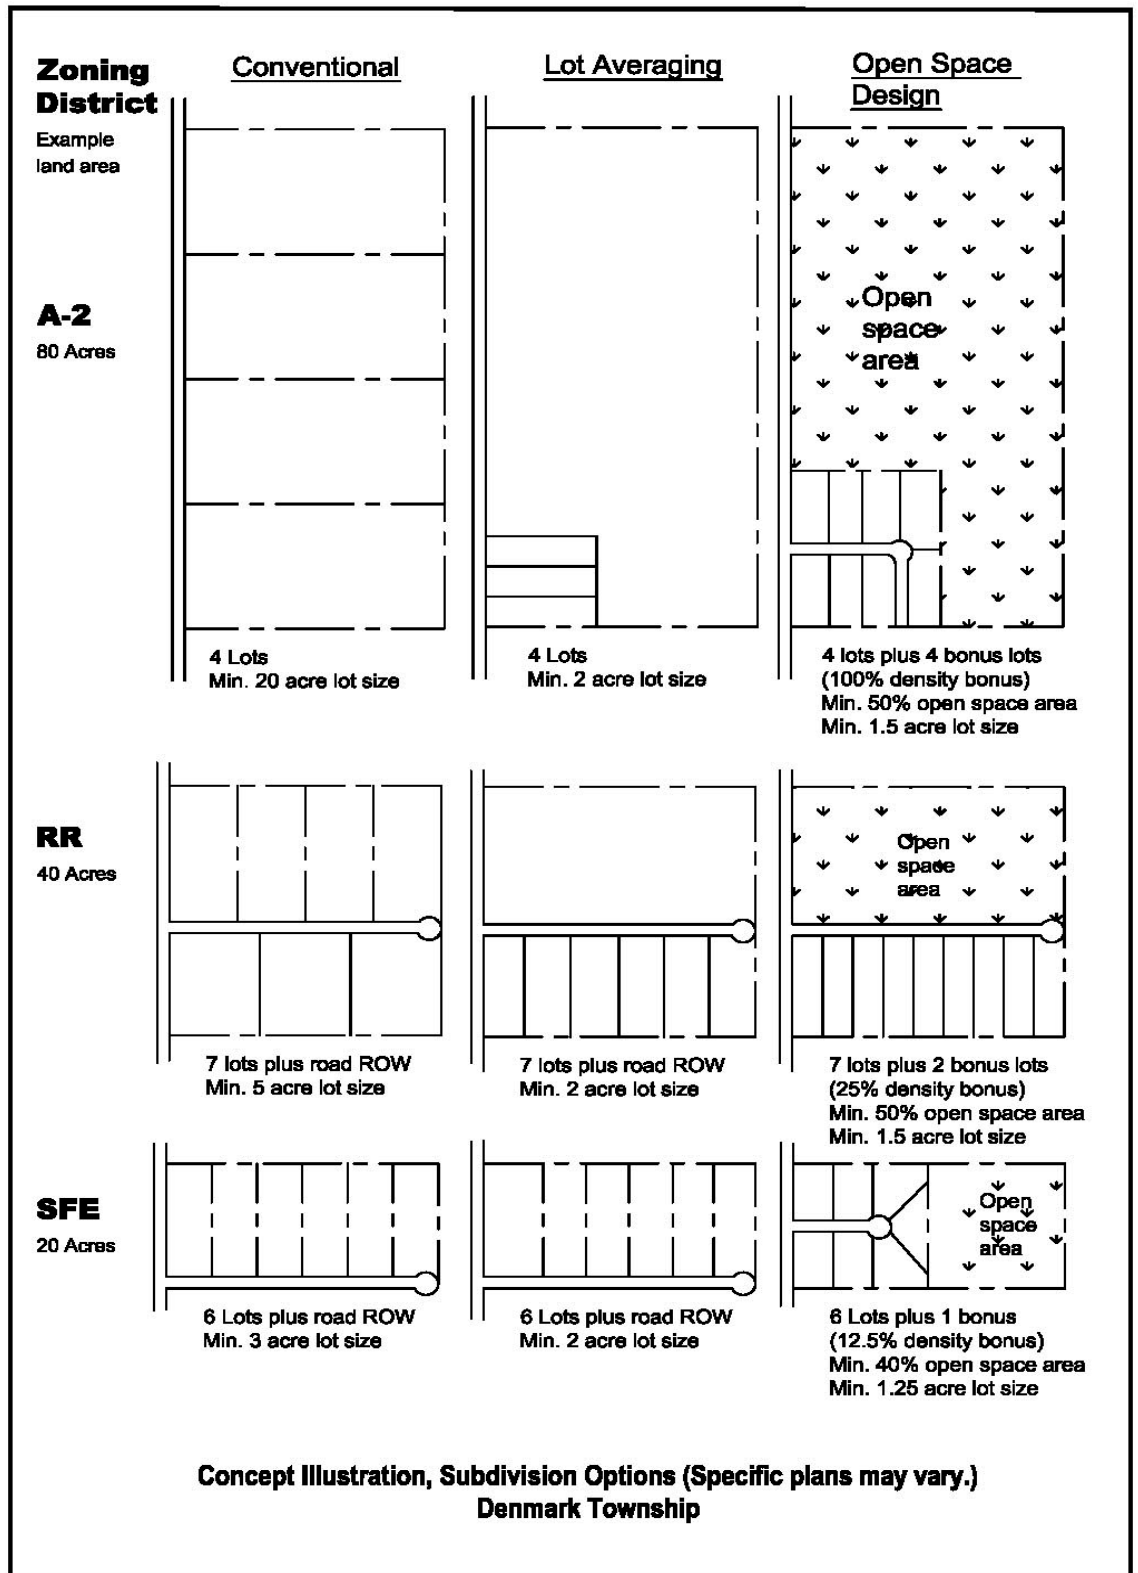 Zoning
District
Example
land area
Conventional
Lot Averaging
Open Space
Design
A-2
80 Acres
Open
space
area
4 Lots
Min. 20 acre lot size
4 Lots
Min. 2 acre lot size
4 lots plus 4 bonus lots
(100% density bonus)
Min. 50% open space area
Min. 1.5 acre lot size
RR
40 Acres
Open
space
area
7 lots plus road ROW
Min. 5 acre lot size
7 lots plus road ROW
Min. 2 acre lot size
7 lots plus 2 bonus lots
(25% density bonus)
Min. 50% open space area
Min. 1.5 acre lot size
SFE
20 Acres
Open
space
area
6 Lots plus road ROW
Min. 3 acre lot size
6 Lots plus road ROW
Min. 2 acre lot size
6 Lots plus 1 bonus
(12.5% density bonus)
Min. 40% open space area
Min. 1.25 acre lot size
Concept Illustration, Subdivision Options (Specific plans may vary.)
Denmark Township